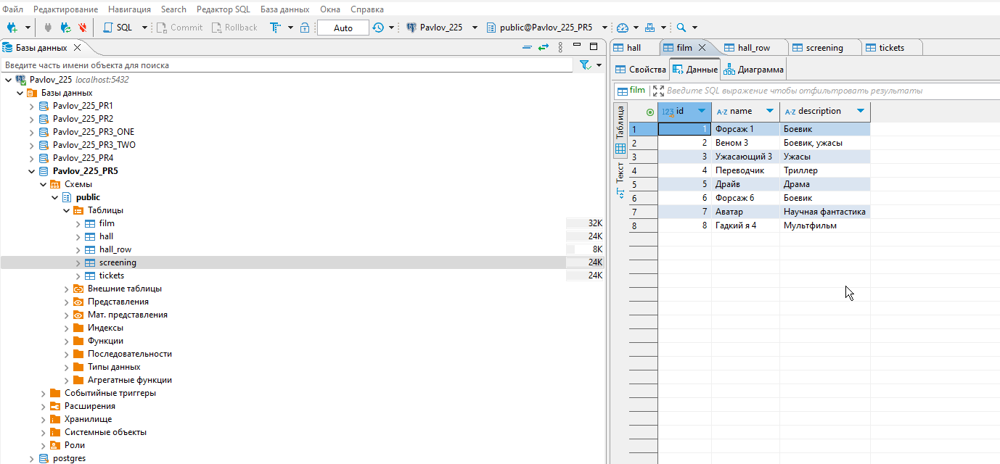 Файл Редактирование Навигация Search Редактор SQL База данных Окна Справка
SQL Commit Rollback Auto Pavlov_225 public@Pavlov_225_PR5
Базы данных
Введите часть имени объекта для поиска
Pavlov_225 localhost:5432
Базы данных
Pavlov_225_PR1
Pavlov_225_PR2
Pavlov_225_PR3_ONE
Pavlov_225_PR3_TWO
Pavlov_225_PR4
Pavlov_225_PR5
Схемы
public
Таблицы
film 32K
hall 24K
hall_row 8K
screening 24K
tickets 24K
Внешние таблицы
Представления
Мат. представления
Индексы
Функции
Последовательности
Типы данных
Агрегатные функции
Событийные триггеры
Расширения
Хранилище
Системные объекты
Роли
postgres
hall film hall_row screening tickets
Свойства Данные Диаграмма
film Введите SQL выражение чтобы отфильтровать результаты
Таблица
Текст
123 id A-Z name A-Z description
1 1 Форсаж 1 Боевик
2 2 Веном 3 Боевик, ужасы
3 3 Ужасающий 3 Ужасы
4 4 Переводчик Триллер
5 5 Драйв Драма
6 6 Форсаж 6 Боевик
7 7 Аватар Научная фантастика
8 8 Гадкий я 4 Мультфильм